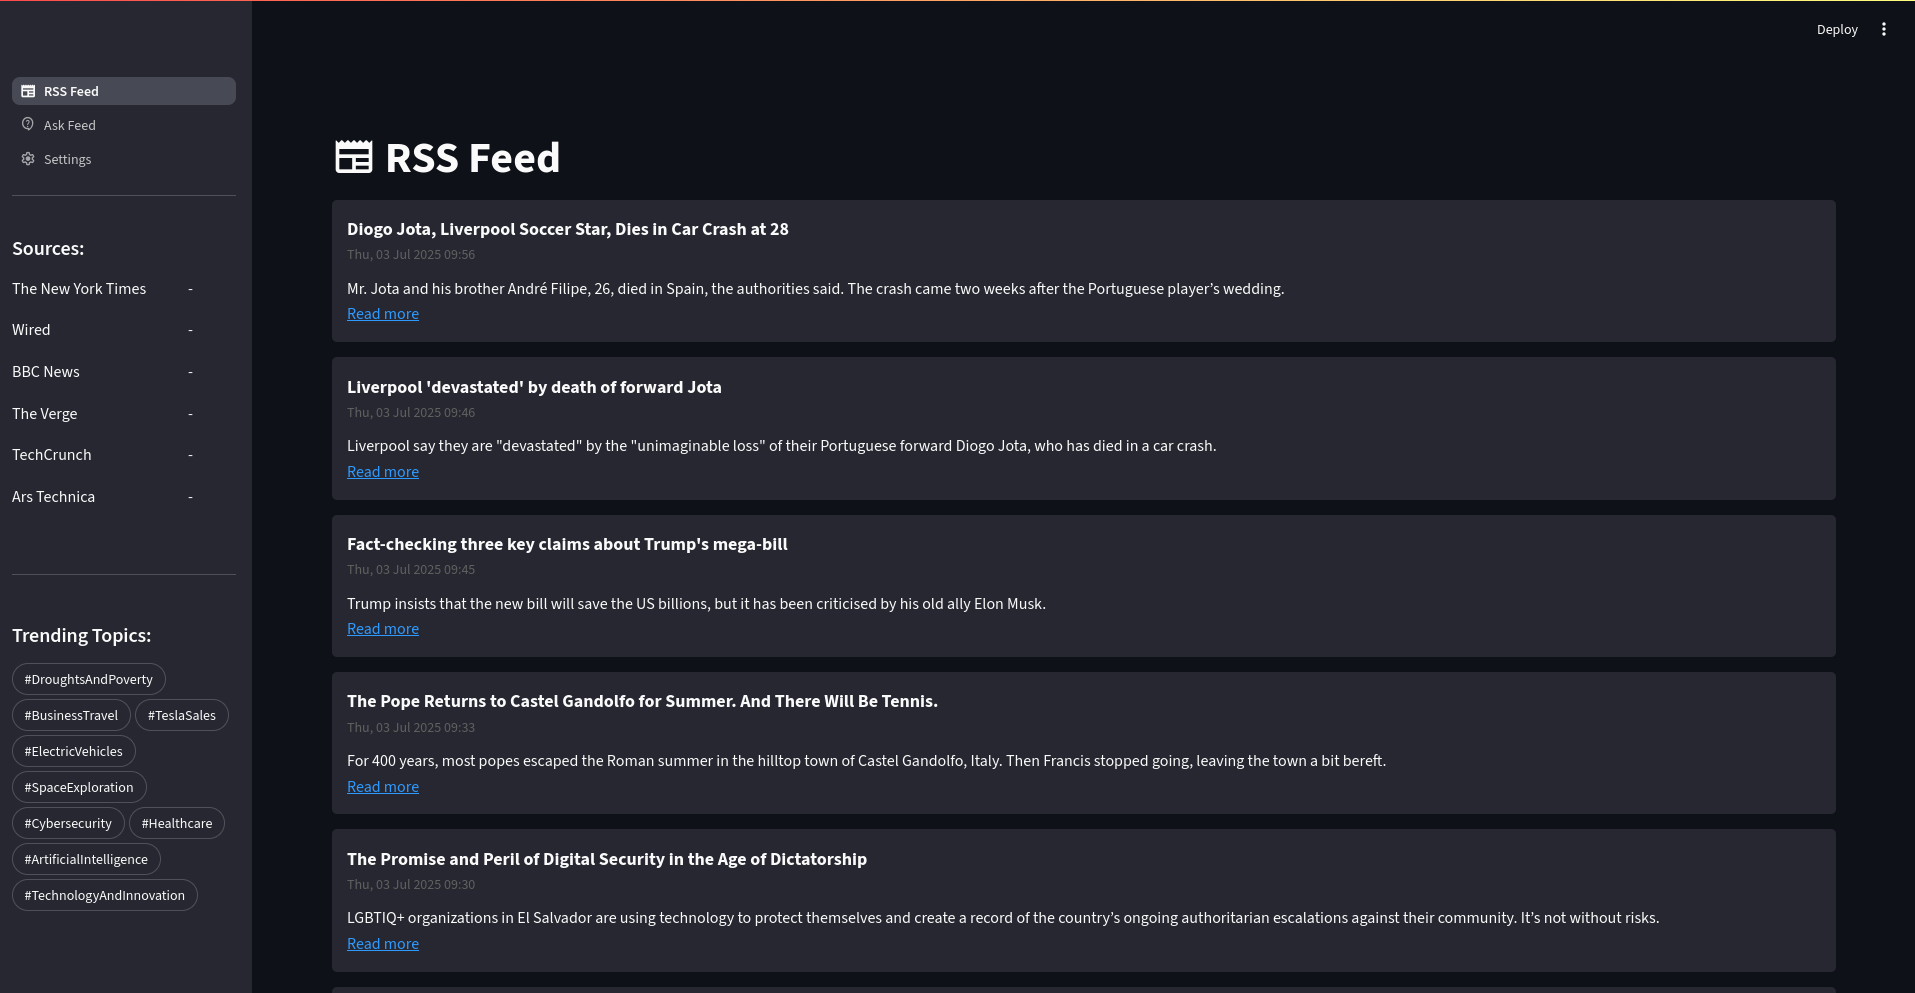 Deploy
RSS Feed
Ask Feed
Settings
Sources:
The New York Times -
Wired -
BBC News -
The Verge -
TechCrunch -
Ars Technica -
Trending Topics:
#DroughtsAndPoverty
#BusinessTravel #TeslaSales
#ElectricVehicles
#SpaceExploration
#Cybersecurity #Healthcare
#ArtificialIntelligence
#TechnologyAndInnovation
RSS Feed
Diogo Jota, Liverpool Soccer Star, Dies in Car Crash at 28
Thu, 03 Jul 2025 09:56
Mr. Jota and his brother André Filipe, 26, died in Spain, the authorities said. The crash came two weeks after the Portuguese player’s wedding.
Read more
Liverpool 'devastated' by death of forward Jota
Thu, 03 Jul 2025 09:46
Liverpool say they are "devastated" by the "unimaginable loss" of their Portuguese forward Diogo Jota, who has died in a car crash.
Read more
Fact-checking three key claims about Trump's mega-bill
Thu, 03 Jul 2025 09:45
Trump insists that the new bill will save the US billions, but it has been criticised by his old ally Elon Musk.
Read more
The Pope Returns to Castel Gandolfo for Summer. And There Will Be Tennis.
Thu, 03 Jul 2025 09:33
For 400 years, most popes escaped the Roman summer in the hilltop town of Castel Gandolfo, Italy. Then Francis stopped going, leaving the town a bit bereft.
Read more
The Promise and Peril of Digital Security in the Age of Dictatorship
Thu, 03 Jul 2025 09:30
LGBTIQ+ organizations in El Salvador are using technology to protect themselves and create a record of the country’s ongoing authoritarian escalations against their community. It’s not without risks.
Read more